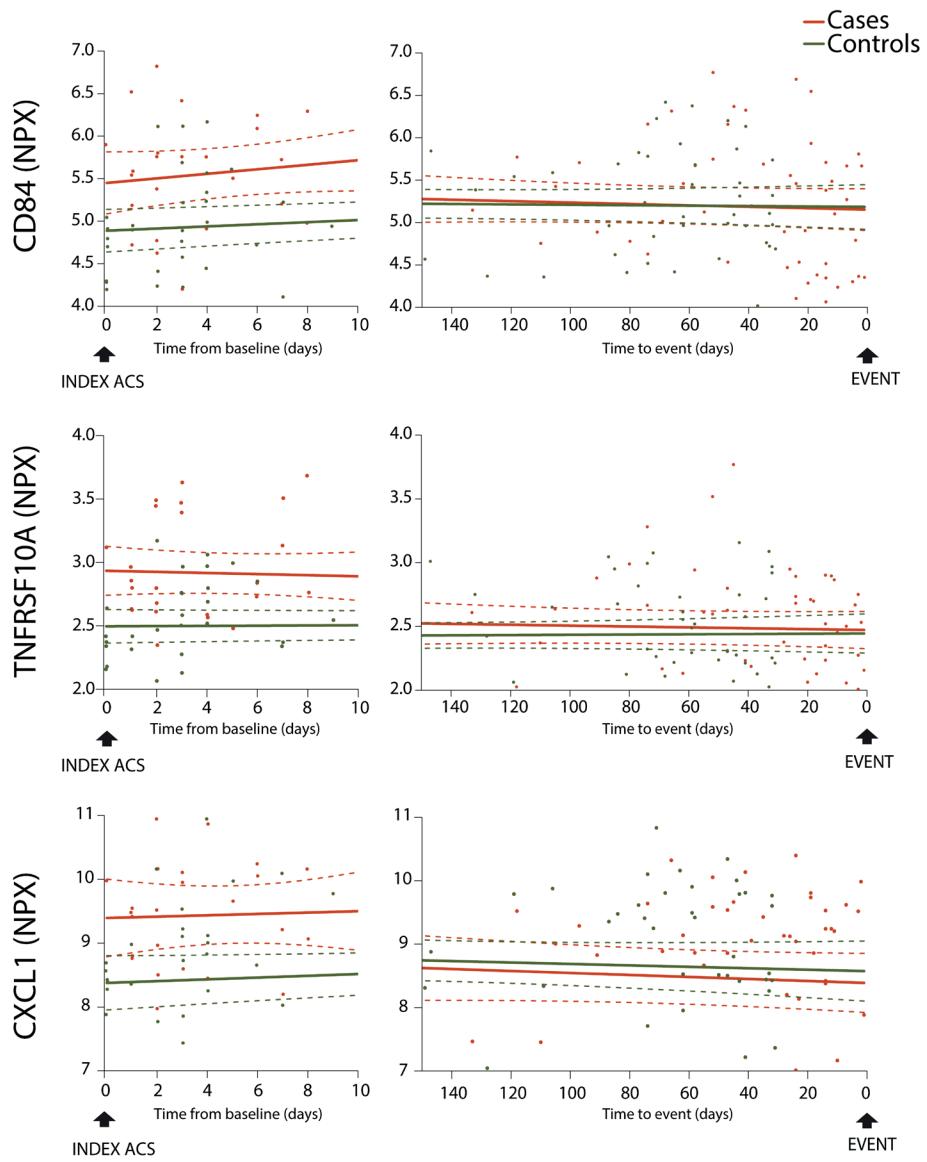 Cases
Controls
CD84 (NPX)
7.0
6.5
6.0
5.5
5.0
4.5
4.0
0 2 4 6 8 10
Time from baseline (days)
INDEX ACS
7.0
6.5
6.0
5.5
5.0
4.5
4.0
140 120 100 80 60 40 20 0
Time to event (days)
EVENT
TNFRSF10A (NPX)
4.0
3.5
3.0
2.5
2.0
0 2 4 6 8 10
Time from baseline (days)
INDEX ACS
4.0
3.5
3.0
2.5
2.0
140 120 100 80 60 40 20 0
Time to event (days)
EVENT
CXCL1 (NPX)
11
10
9
8
7
0 2 4 6 8 10
Time from baseline (days)
INDEX ACS
11
10
9
8
7
140 120 100 80 60 40 20 0
Time to event (days)
EVENT